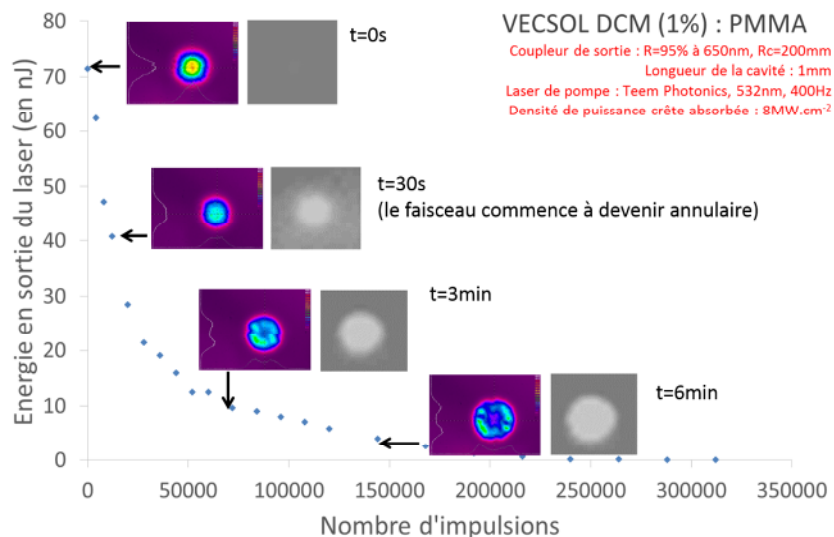 VECSOL DCM (1%) : PMMA
Coupleur de sortie : R=95% à 650nm, Rc=200mm
Longueur de la cavité : 1mm
Laser de pompe : Teem Photonics, 532nm, 400Hz
Densité de puissance crête absorbée : 8MW.cm⁻²
t=0s
t=30s
(le faisceau commence à devenir annulaire)
t=3min
t=6min
Energie en sortie du laser (en nJ)
80
70
60
50
40
30
20
10
0
0
50000
100000
150000
200000
250000
300000
350000
Nombre d'impulsions